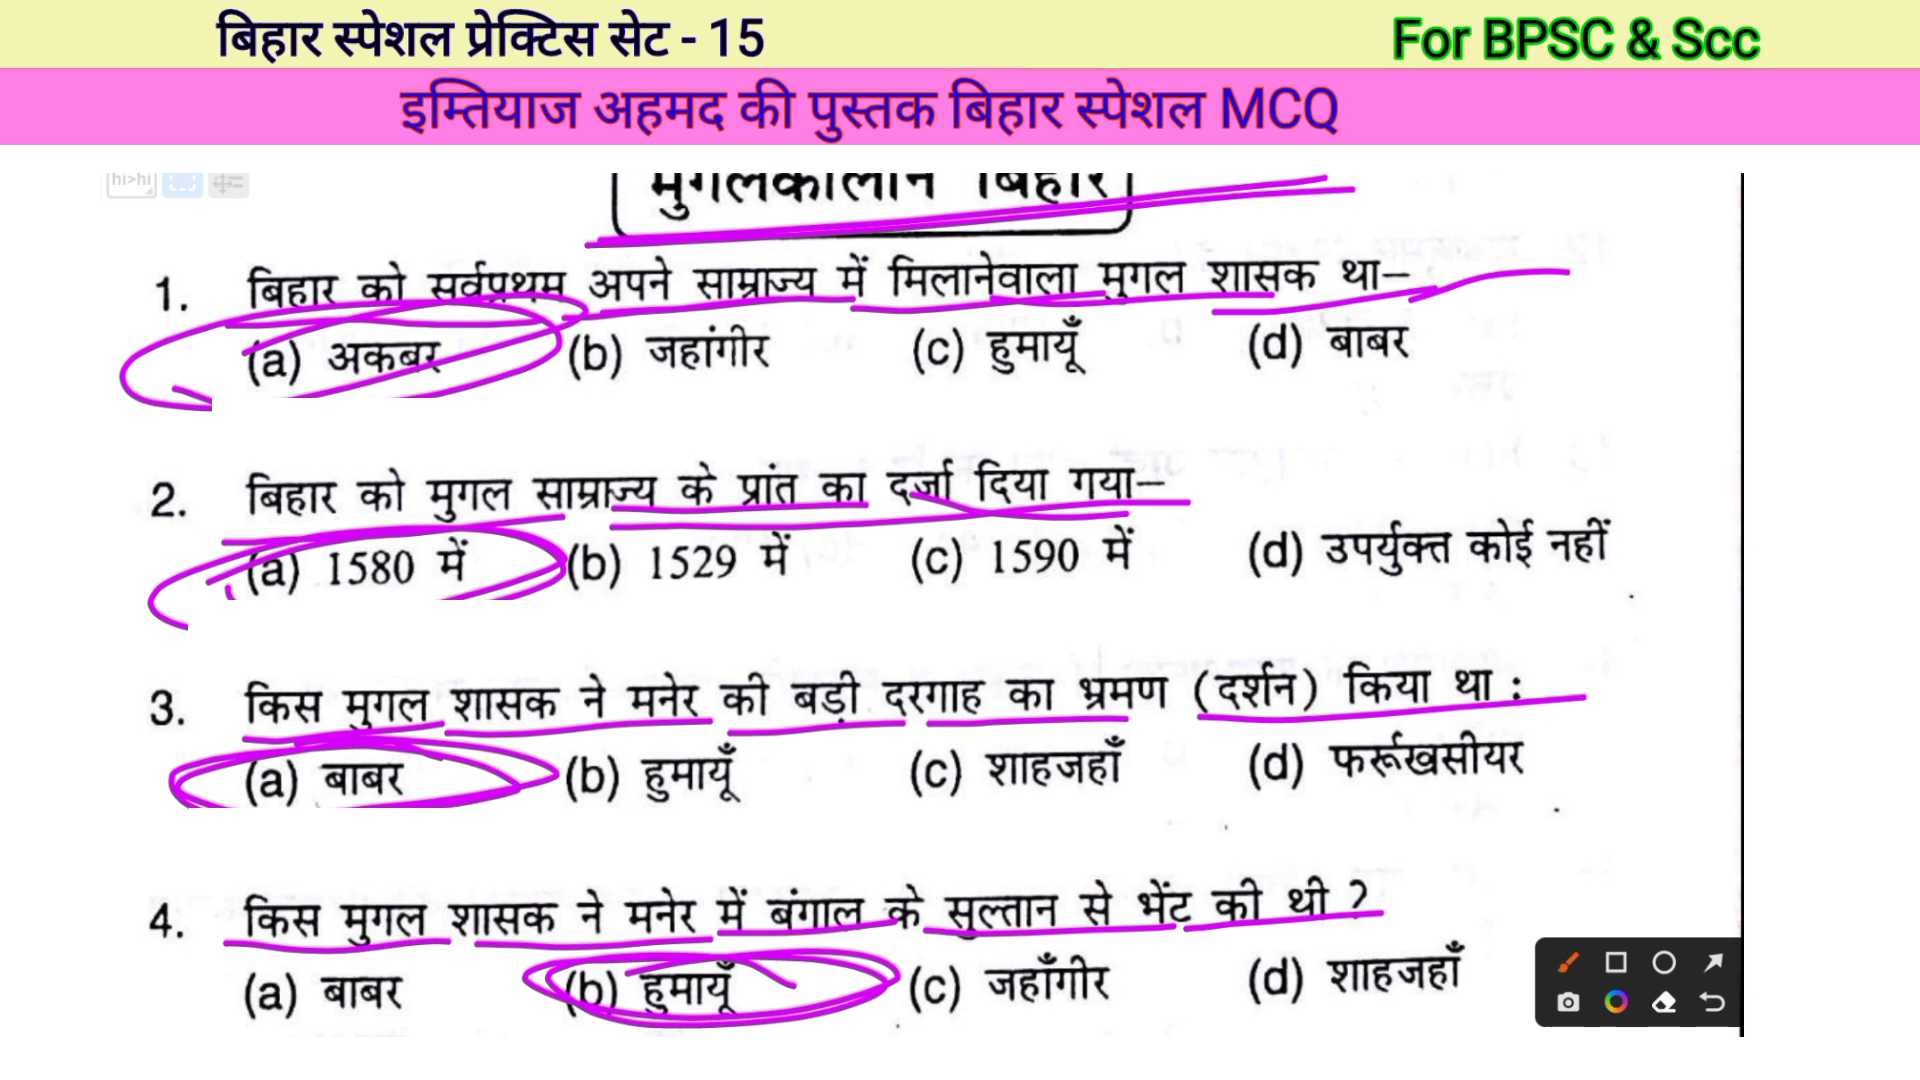 बिहार स्पेशल प्रेक्टिस सेट - 15
For BPSC & Scc
इम्तियाज अहमद की पुस्तक बिहार स्पेशल MCQ
hi>hi
मुगलकालीन बिहार
1. बिहार को सर्वप्रथम अपने साम्राज्य में मिलानेवाला मुगल शासक था–
(a) अकबर (b) जहांगीर (c) हुमायूँ (d) बाबर
2. बिहार को मुगल साम्राज्य के प्रांत का दर्जा दिया गया–
(a) 1580 में (b) 1529 में (c) 1590 में (d) उपर्युक्त कोई नहीं
3. किस मुगल शासक ने मनेर की बड़ी दरगाह का भ्रमण (दर्शन) किया था :
(a) बाबर (b) हुमायूँ (c) शाहजहाँ (d) फर्रूखसीयर
4. किस मुगल शासक ने मनेर में बंगाल के सुल्तान से भेंट की थी ?
(a) बाबर (b) हुमायूँ (c) जहाँगीर (d) शाहजहाँ